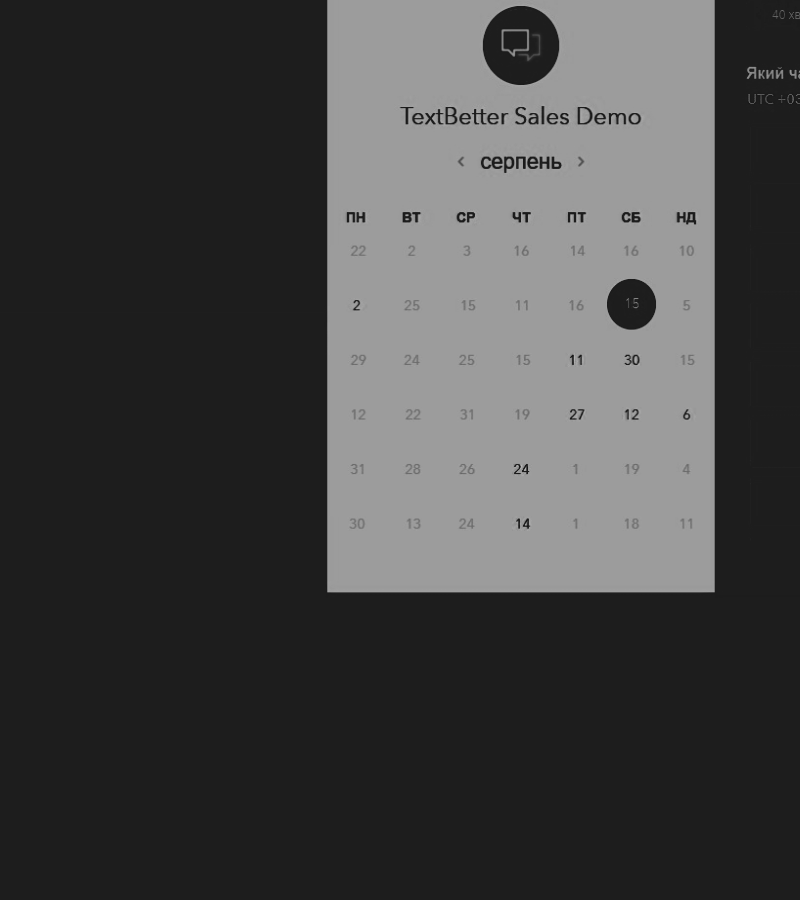 40 хв
TextBetter Sales Demo
Який ча
UTC +03
серпень
ПН ВТ СР ЧТ ПТ СБ НД
22 2 3 16 14 16 10
2 25 15 11 16 15 5
29 24 25 15 11 30 15
12 22 31 19 27 12 6
31 28 26 24 1 19 4
30 13 24 14 1 18 11